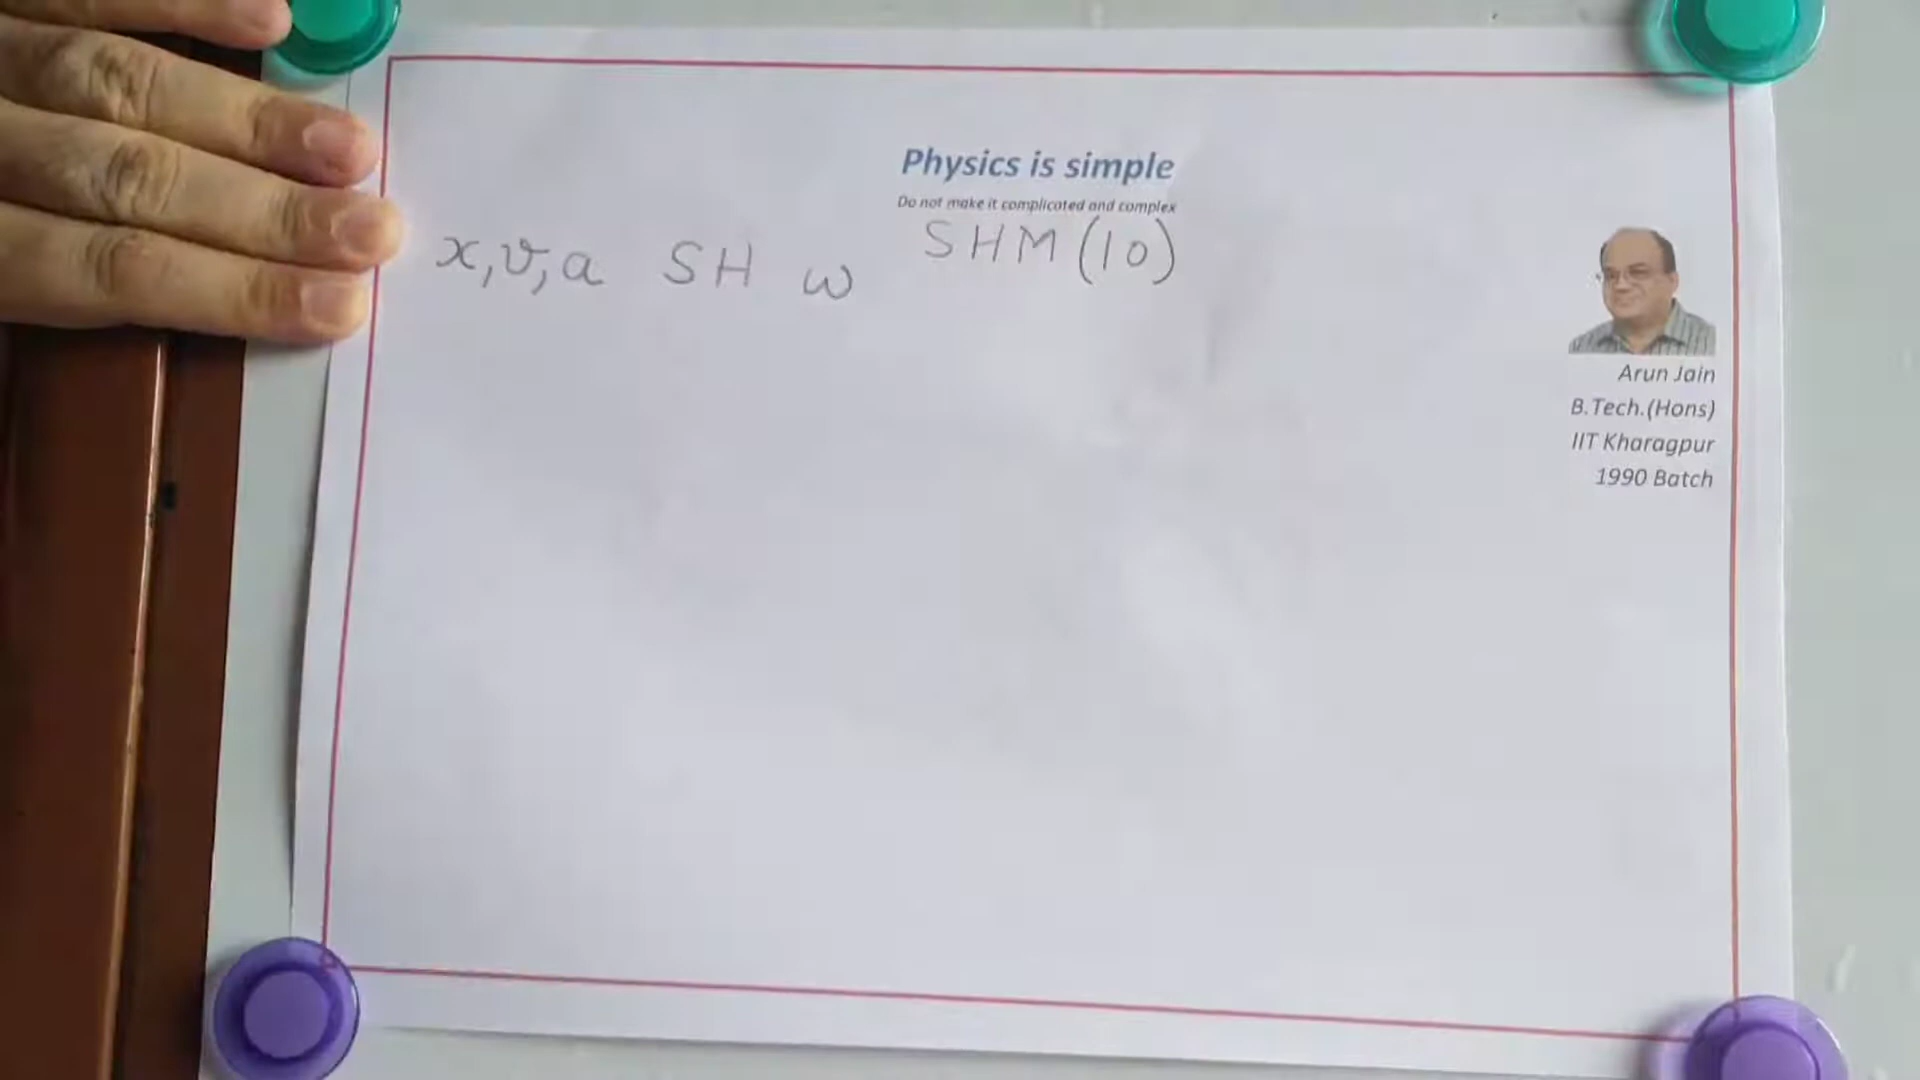 Physics is simple
Do not make it complicated and complex
SHM (10)
x, v, a SH ω
Arun Jain
B.Tech.(Hons)
IIT Kharagpur
1990 Batch